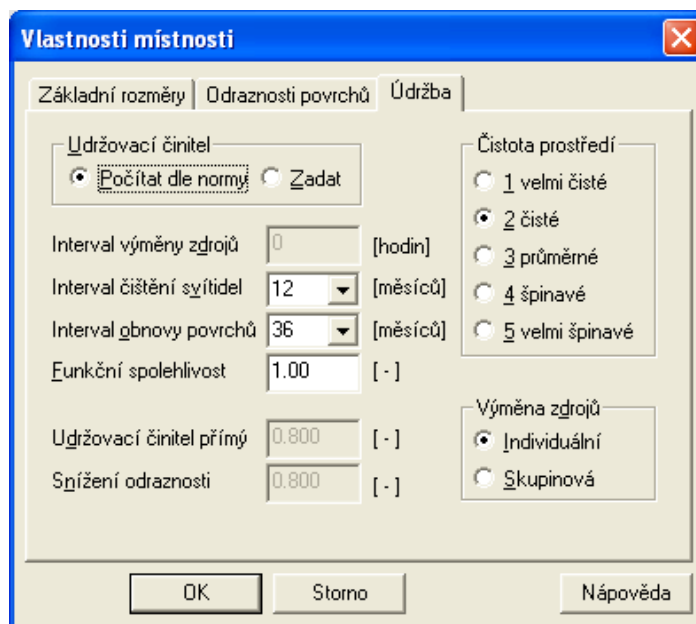 Vlastnosti místnosti
Základní rozměry Odraznosti povrchů Údržba
Udržovací činitel
Počítat dle normy Zadat
Interval výměny zdrojů 0 [hodin]
Interval čištění svítidel 12 [měsíců]
Interval obnovy povrchů 36 [měsíců]
Funkční spolehlivost 1.00 [ - ]
Udržovací činitel přímý 0.800 [ - ]
Snížení odraznosti 0.800 [ - ]
Čistota prostředí
1 velmi čisté
2 čisté
3 průměrné
4 špinavé
5 velmi špinavé
Výměna zdrojů
Individuální
Skupinová
OK Storno Nápověda